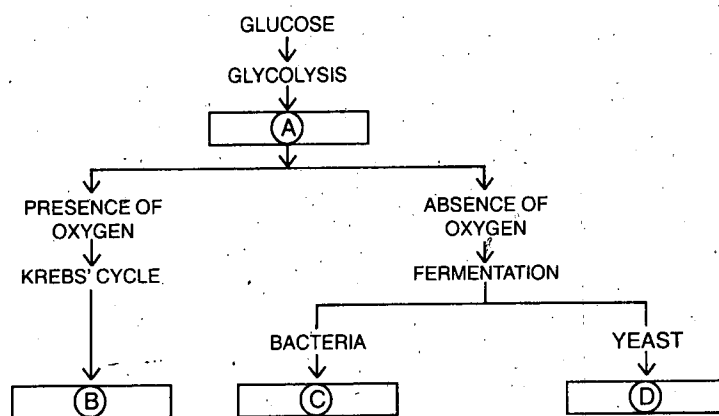 GLUCOSE
GLYCOLYSIS
A
PRESENCE OF
OXYGEN
KREBS' CYCLE
B
ABSENCE OF
OXYGEN
FERMENTATION
BACTERIA
C
YEAST
D